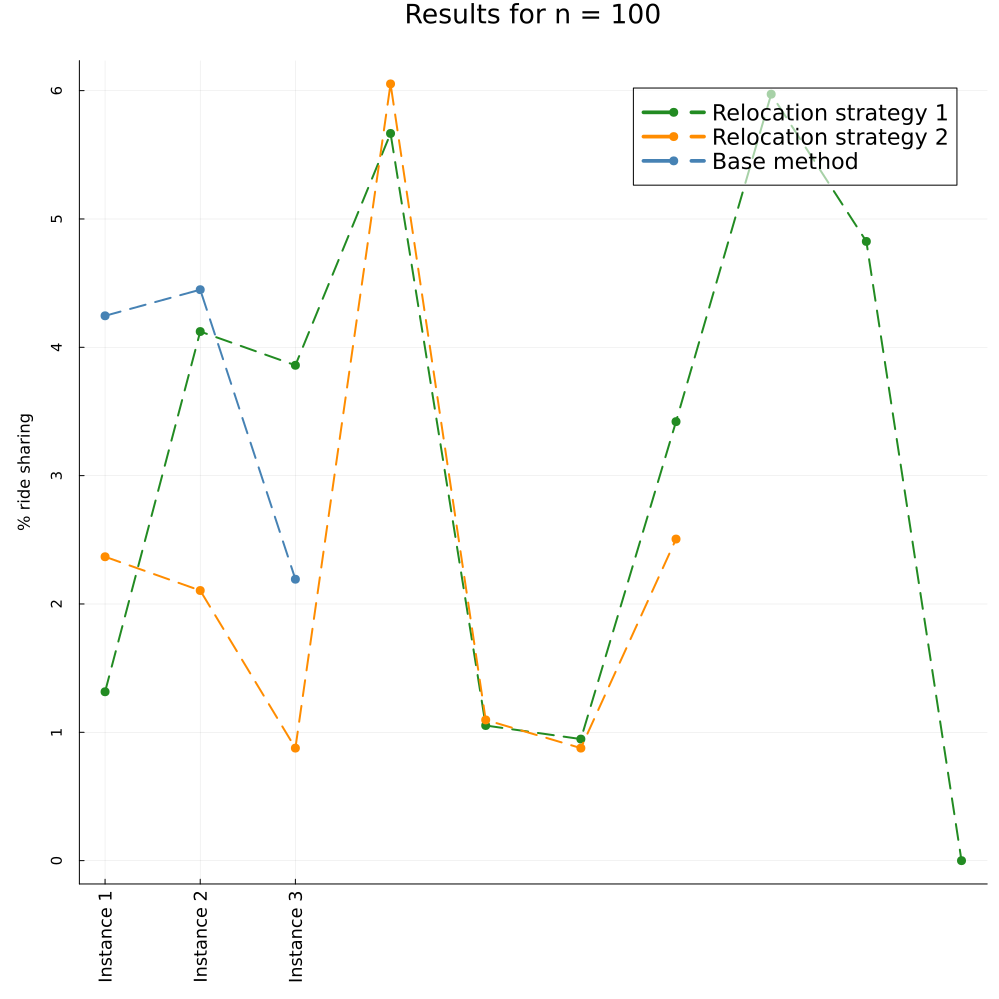 Results for n = 100
Relocation strategy 1
Relocation strategy 2
Base method
% ride sharing
6
5
4
3
2
1
0
Instance 1
Instance 2
Instance 3